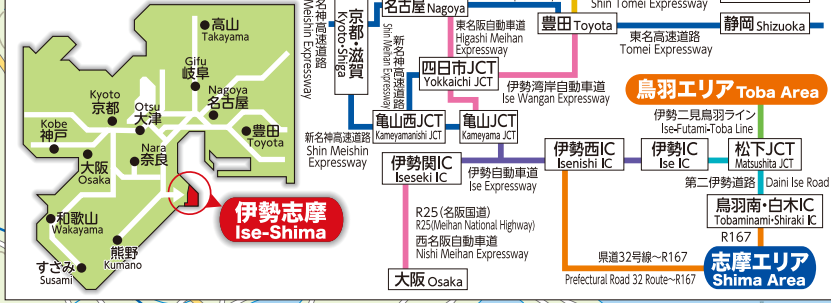 高山
Takayama
Gifu
岐阜
Kyoto
京都
Nagoya
名古屋
Otsu
大津
Kobe
神戸
豊田
Toyota
Nara
奈良
大阪
Osaka
和歌山
Wakayama
熊野
Kumano
すさみ
Susami
伊勢志摩
Ise-Shima
名神高速道路
Meishin Expressway
京都・滋賀
Kyoto・Shiga
名古屋 Nagoya
Shin Tomei Expressway
豊田 Toyota
静岡 Shizuoka
東名高速道路
Tomei Expressway
東名阪自動車道
Higashi Meihan
Expressway
新名神高速道路
Shin Meihan Expressway
四日市JCT
Yokkaichi JCT
伊勢湾岸自動車道
Ise Wangan Expressway
鳥羽エリア Toba Area
伊勢二見鳥羽ライン
Ise-Futami-Toba Line
亀山西JCT
Kameyamanishi JCT
亀山JCT
Kameyama JCT
新名神高速道路
Shin Meishin
Expressway
伊勢関IC
Iseseki IC
伊勢自動車道
Ise Expressway
伊勢西IC
Isenishi IC
伊勢IC
Ise IC
松下JCT
Matsushita JCT
第二伊勢道路
Daini Ise Road
鳥羽南・白木IC
Tobaminami・Shiraki IC
R167
R25（名阪国道）
R25(Meihan National Highway)
西名阪自動車道
Nishi Meihan Expressway
大阪 Osaka
県道32号線〜R167
Prefectural Road 32 Route〜R167
志摩エリア
Shima Area